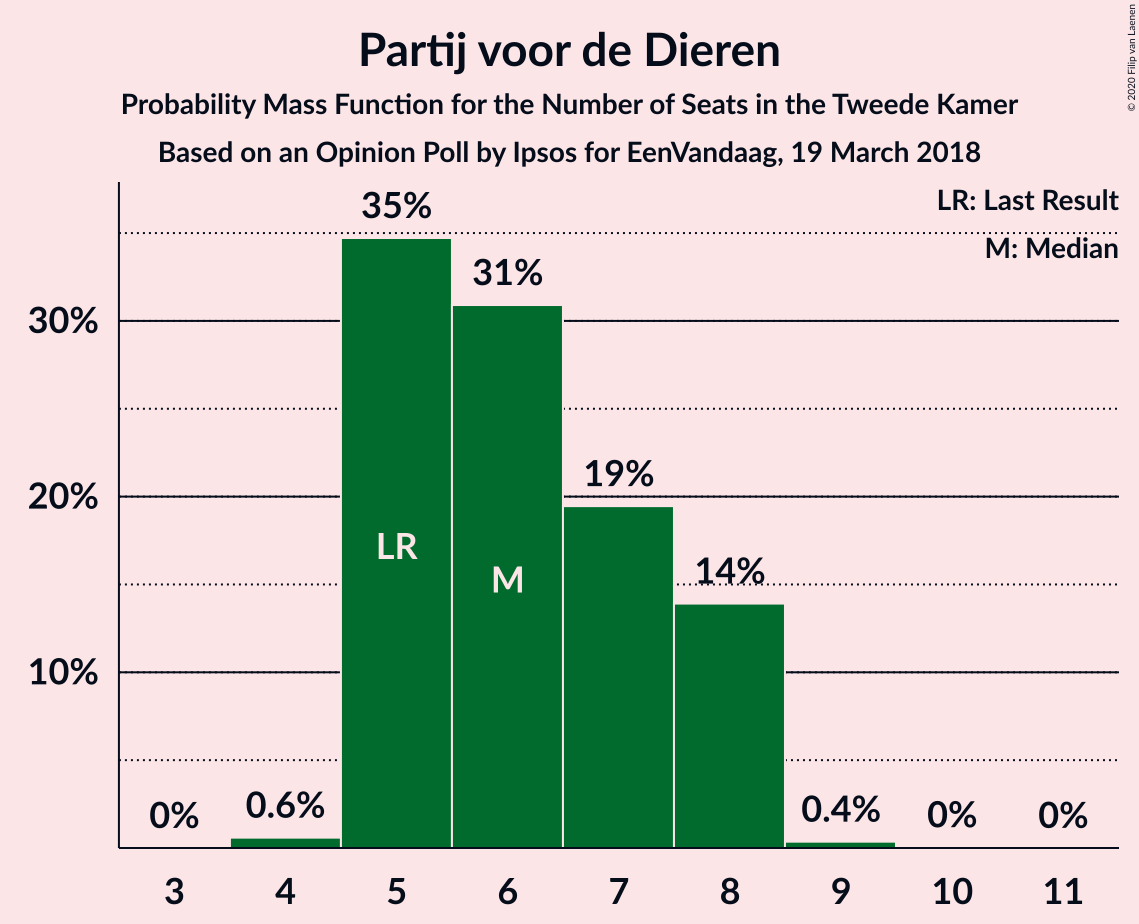 Partij voor de Dieren
Probability Mass Function for the Number of Seats in the Tweede Kamer
Based on an Opinion Poll by Ipsos for EenVandaag, 19 March 2018
© 2020 Filip van Laenen
LR: Last Result
M: Median
35%
31%
30%
19%
20%
LR
M
14%
10%
0%
0.6%
0.4%
0%
0%
3 4 5 6 7 8 9 10 11